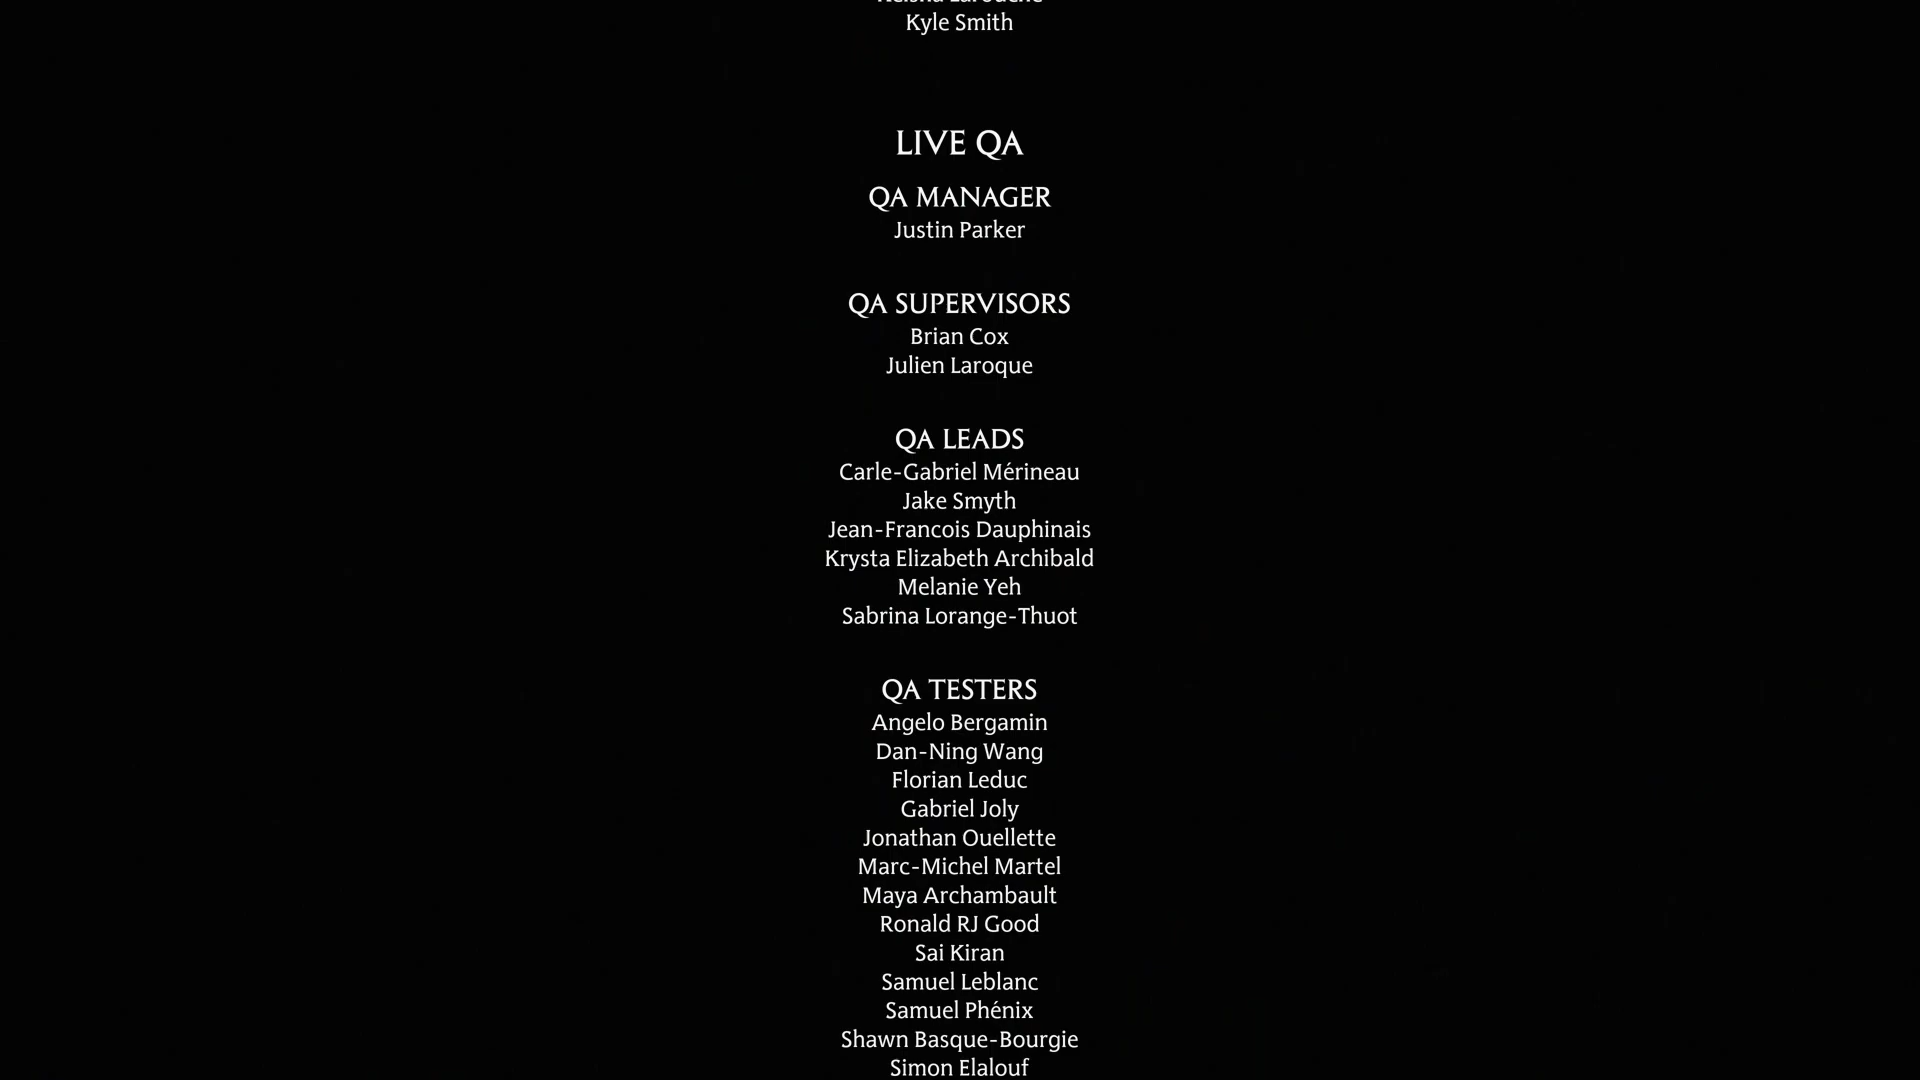 Kyle Smith
LIVE QA
QA MANAGER
Justin Parker
QA SUPERVISORS
Brian Cox
Julien Laroque
QA LEADS
Carle-Gabriel Mérineau
Jake Smyth
Jean-Francois Dauphinais
Krysta Elizabeth Archibald
Melanie Yeh
Sabrina Lorange-Thuot
QA TESTERS
Angelo Bergamin
Dan-Ning Wang
Florian Leduc
Gabriel Joly
Jonathan Ouellette
Marc-Michel Martel
Maya Archambault
Ronald RJ Good
Sai Kiran
Samuel Leblanc
Samuel Phénix
Shawn Basque-Bourgie
Simon Elalouf